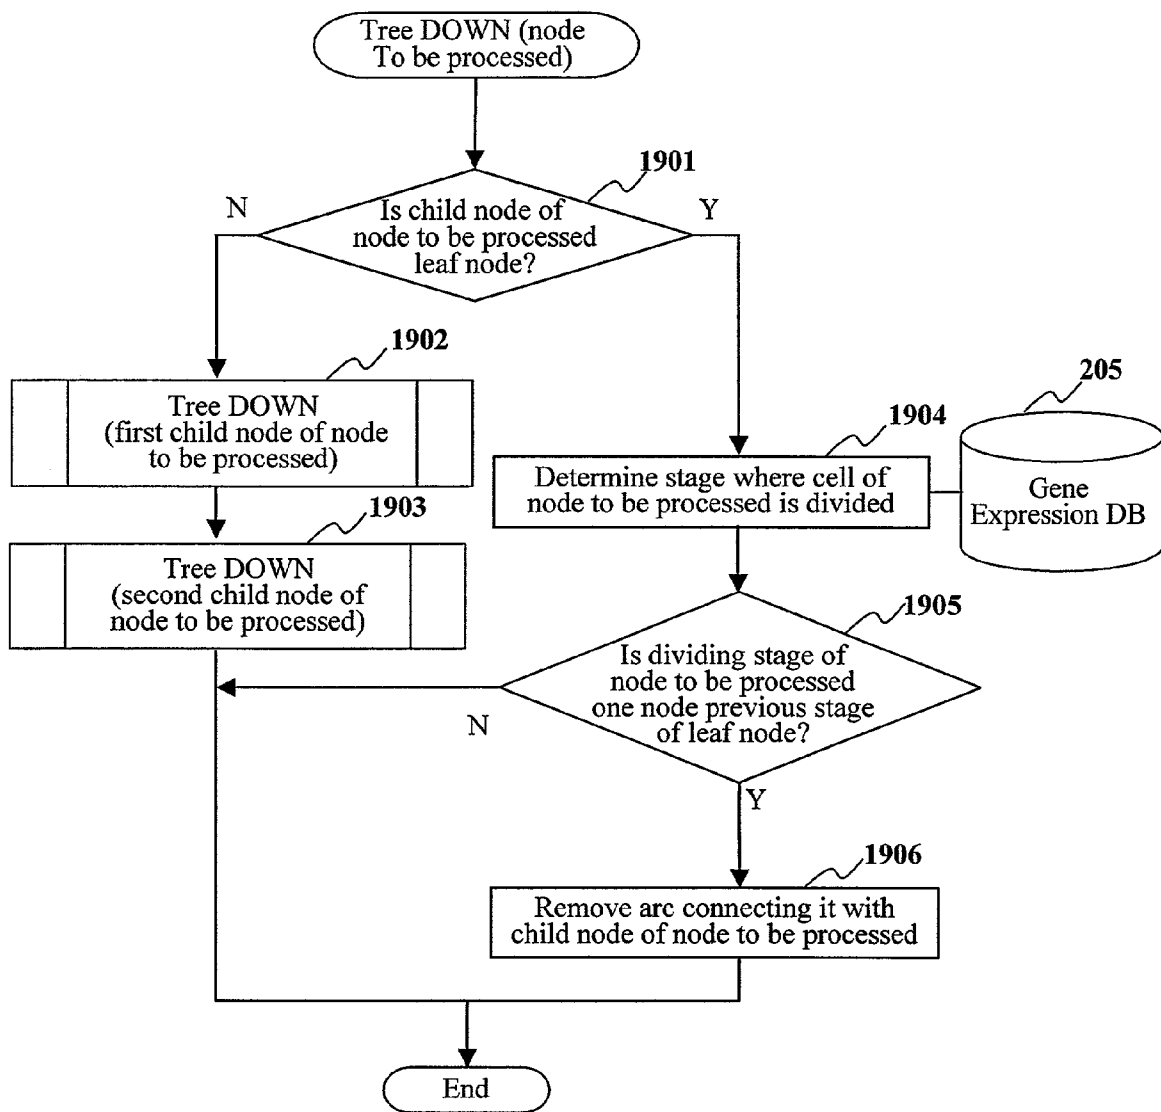 Tree DOWN (node
To be processed)
1901
N
Y
Is child node of
node to be processed
leaf node?
1902
Tree DOWN
(first child node of node
to be processed)
205
1904
Gene
Expression DB
Determine stage where cell of
node to be processed is divided
1903
Tree DOWN
(second child node of
node to be processed)
1905
Is dividing stage of
node to be processed
one node previous stage
of leaf node?
N
Y
1906
Remove arc connecting it with
child node of node to be processed
End